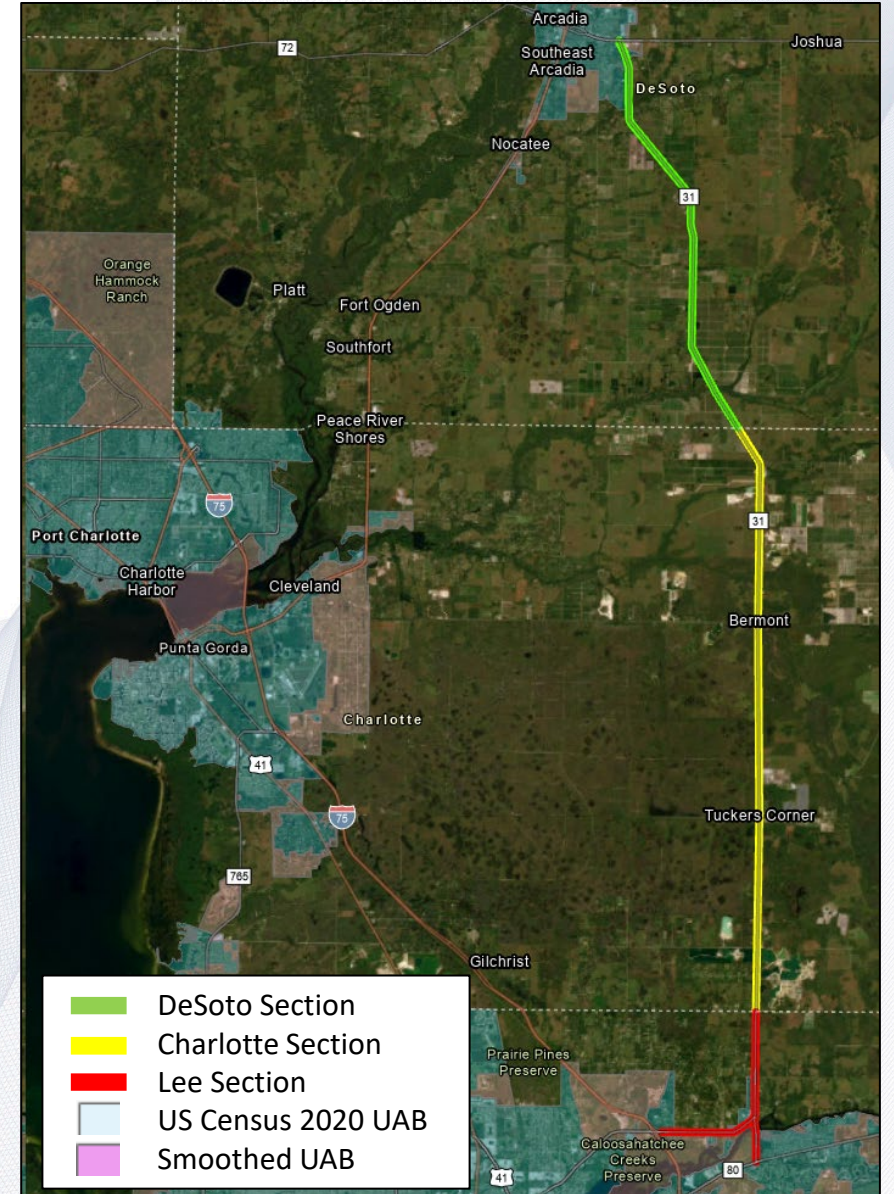 Arcadia
72
Joshua
Southeast
Arcadia
DeSoto
Nocatee
31
Orange
Hammock
Ranch
Platt
Fort Ogden
Southfort
Peace River
Shores
75
31
Port Charlotte
Charlotte
Harbor
Cleveland
Bermont
Punta Gorda
Charlotte
41
75
Tuckers Corner
765
Gilchrist
DeSoto Section
Charlotte Section
Lee Section
US Census 2020 UAB
Smoothed UAB
Prairie Pines
Preserve
Caloosahatchee
Creeks
Preserve
80
41